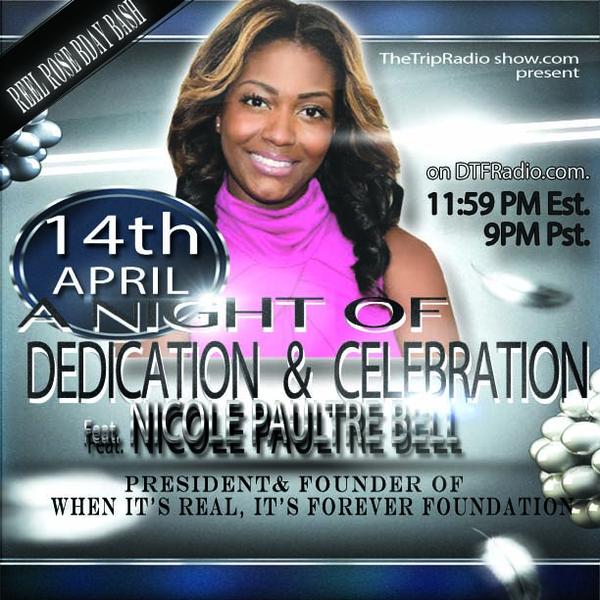 REEL ROSE BDAY BASH
TheTripRadio show.com
present
on DTFRadio.com.
11:59 PM Est.
9PM Pst.
14th
APRIL
A NIGHT OF
DEDICATION & CELEBRATION
Feat. NICOLE PAULTRE BELL
PRESIDENT& FOUNDER OF
WHEN IT'S REAL, IT'S FOREVER FOUNDATION